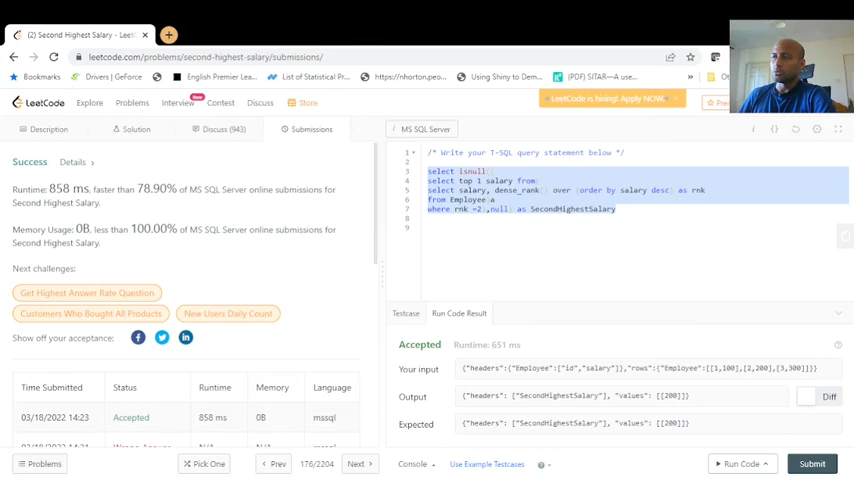 (2) Second Highest Salary - Leet
leetcode.com/problems/second-highest-salary/submissions/
Bookmarks
Drivers | GeForce
English Premier Lea...
List of Statistical Pr...
https://nhorton.peo...
Using Shiny to Dem...
(PDF) SITAR—A use...
»
Ot
LeetCode
Explore
Problems
Interview
New
Contest
Discuss
Store
LeetCode is hiring: Apply NOW.
Pre
Description
Solution
Discuss (943)
Submissions
MS SQL Server
Success
Details
Runtime: 858 ms, faster than 78.90% of MS SQL Server online submissions for
Second Highest Salary.
Memory Usage: 0B, less than 100.00% of MS SQL Server online submissions for
Second Highest Salary.
Next challenges:
Get Highest Answer Rate Question
Customers Who Bought All Products
New Users Daily Count
Show off your acceptance:
Time Submitted
Status
Runtime
Memory
Language
03/18/2022 14:23
Accepted
858 ms
0B
mssql
1 /* Write your T-SQL query statement below */
2
3 select isnull((
4 select top 1 salary from(
5 select salary, dense_rank() over (order by salary desc) as rnk
6 from Employee)a
7 where rnk =2),null) as SecondHighestSalary
8
9
Testcase
Run Code Result
Accepted
Runtime: 651 ms
Your input
{"headers":{"Employee":["id","salary"]},"rows":{"Employee":[[1,100],[2,200],[3,300]]}}
Output
{"headers": ["SecondHighestSalary"], "values": [[200]]}
Diff
Expected
{"headers": ["SecondHighestSalary"], "values": [[200]]}
Problems
Pick One
Prev
176/2204
Next
Console
Use Example Testcases
Run Code
Submit